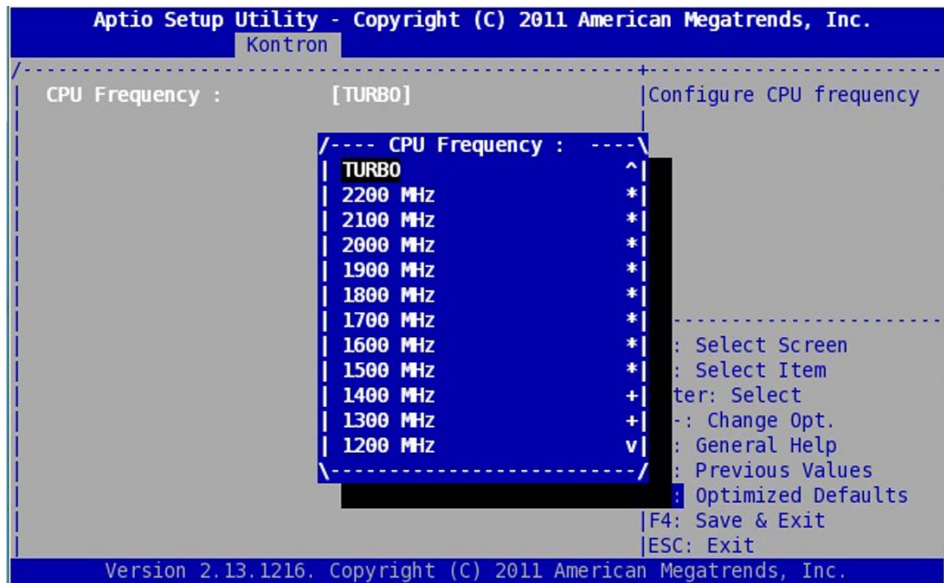 Aptio Setup Utility - Copyright (C) 2011 American Megatrends, Inc.
Kontron
CPU Frequency : [TURBO]
Configure CPU frequency
CPU Frequency :
TURBO ^
2200 MHz *
2100 MHz *
2000 MHz *
1900 MHz *
1800 MHz *
1700 MHz *
1600 MHz *
1500 MHz *
1400 MHz +
1300 MHz +
1200 MHz v
: Select Screen
: Select Item
ter: Select
-: Change Opt.
: General Help
: Previous Values
: Optimized Defaults
F4: Save & Exit
ESC: Exit
Version 2.13.1216. Copyright (C) 2011 American Megatrends, Inc.